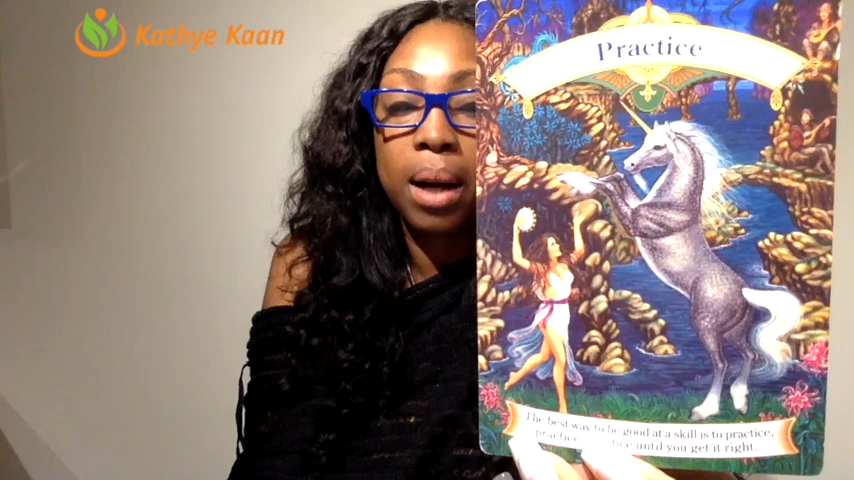 Kathye Kaan
Practice
The best way to be good at a skill is to practice,
practice, until you get it right.